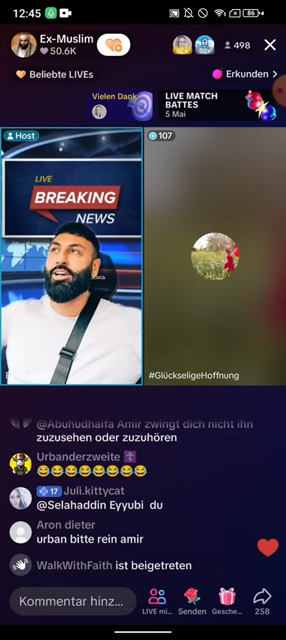 12:45
86
Ex-Muslim
50.6K
498
Beliebte LIVEs
Erkunden
Vielen Dank
LIVE MATCH
BATTES
5 Mai
Host
107
LIVE
BREAKING
NEWS
#GlückseligeHoffnung
@Abuhudhaifa Amir zwingt dich nicht ihn
zuzusehen oder zuzuhören
Urbanderzweite
😂😂😂😂😂😂😂😂
17 Juli.kittycat
@Selahaddin Eyyubi du
Aron dieter
urban bitte rein amir
WalkWithFaith ist beigetreten
Kommentar hinz...
LIVE mi...
Senden
Gesche...
258